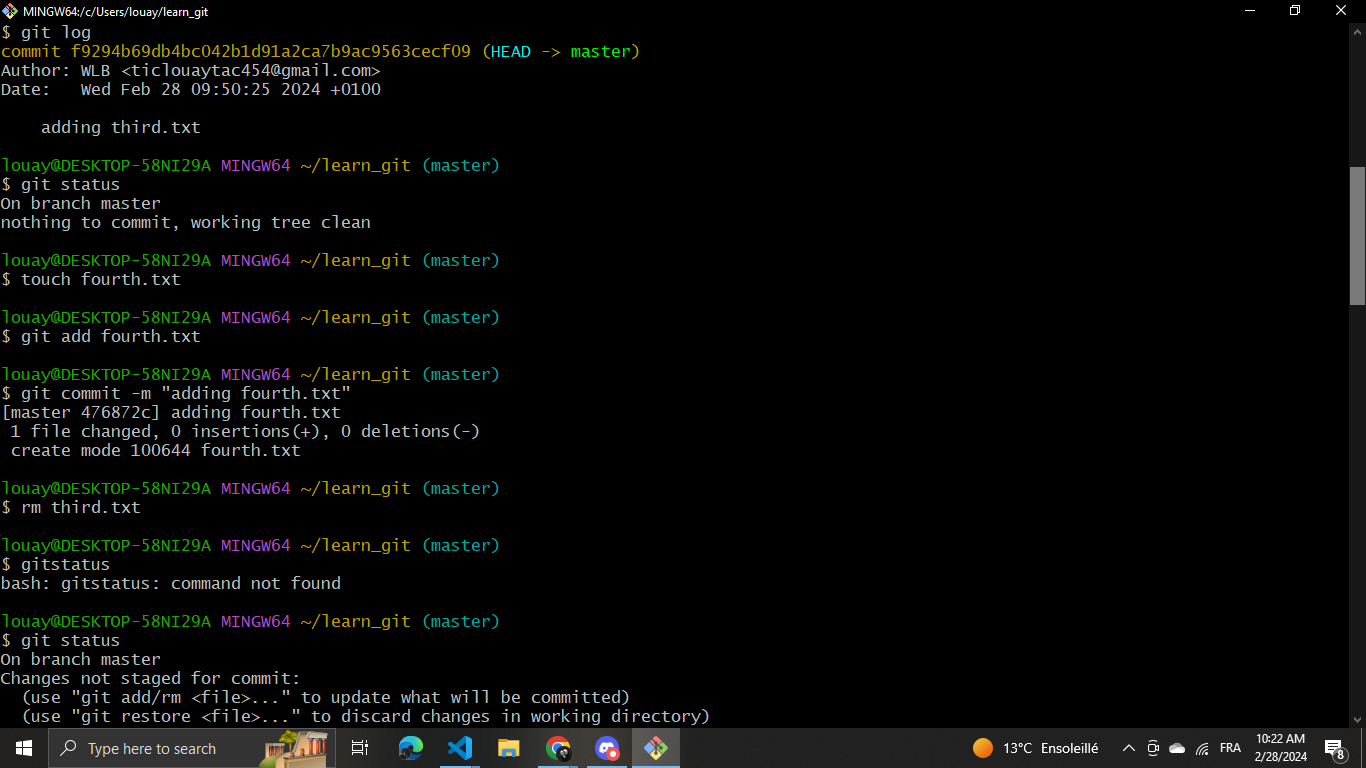 MINGW64:/c/Users/louay/learn_git
$ git log
commit f9294b69db4bc042b1d91a2ca7b9ac9563cecf09 (HEAD -> master)
Author: WLB <ticlouaytac454@gmail.com>
Date:   Wed Feb 28 09:50:25 2024 +0100
    adding third.txt
louay@DESKTOP-58NI29A MINGW64 ~/learn_git (master)
$ git status
On branch master
nothing to commit, working tree clean
louay@DESKTOP-58NI29A MINGW64 ~/learn_git (master)
$ touch fourth.txt
louay@DESKTOP-58NI29A MINGW64 ~/learn_git (master)
$ git add fourth.txt
louay@DESKTOP-58NI29A MINGW64 ~/learn_git (master)
$ git commit -m "adding fourth.txt"
[master 476872c] adding fourth.txt
 1 file changed, 0 insertions(+), 0 deletions(-)
 create mode 100644 fourth.txt
louay@DESKTOP-58NI29A MINGW64 ~/learn_git (master)
$ rm third.txt
louay@DESKTOP-58NI29A MINGW64 ~/learn_git (master)
$ gitstatus
bash: gitstatus: command not found
louay@DESKTOP-58NI29A MINGW64 ~/learn_git (master)
$ git status
On branch master
Changes not staged for commit:
  (use "git add/rm <file>..." to update what will be committed)
  (use "git restore <file>..." to discard changes in working directory)
Type here to search
13°C Ensoleillé
FRA
10:22 AM
2/28/2024
8